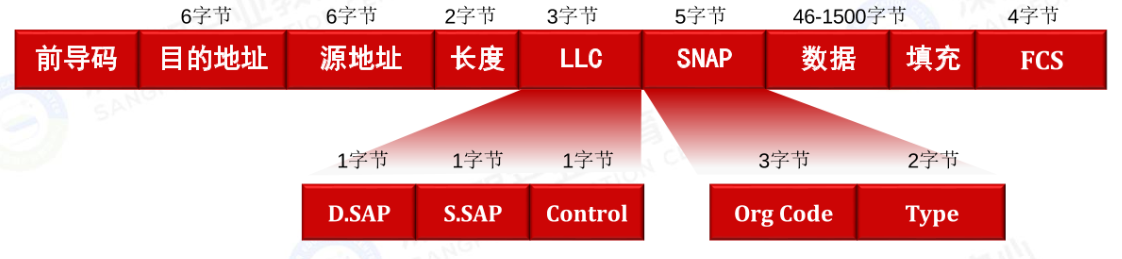 6字节 6字节 2字节 3字节 5字节 46-1500字节 4字节
前导码 目的地址 源地址 长度 LLC SNAP 数据 填充 FCS
1字节 1字节 1字节 3字节 2字节
D.SAP S.SAP Control Org Code Type